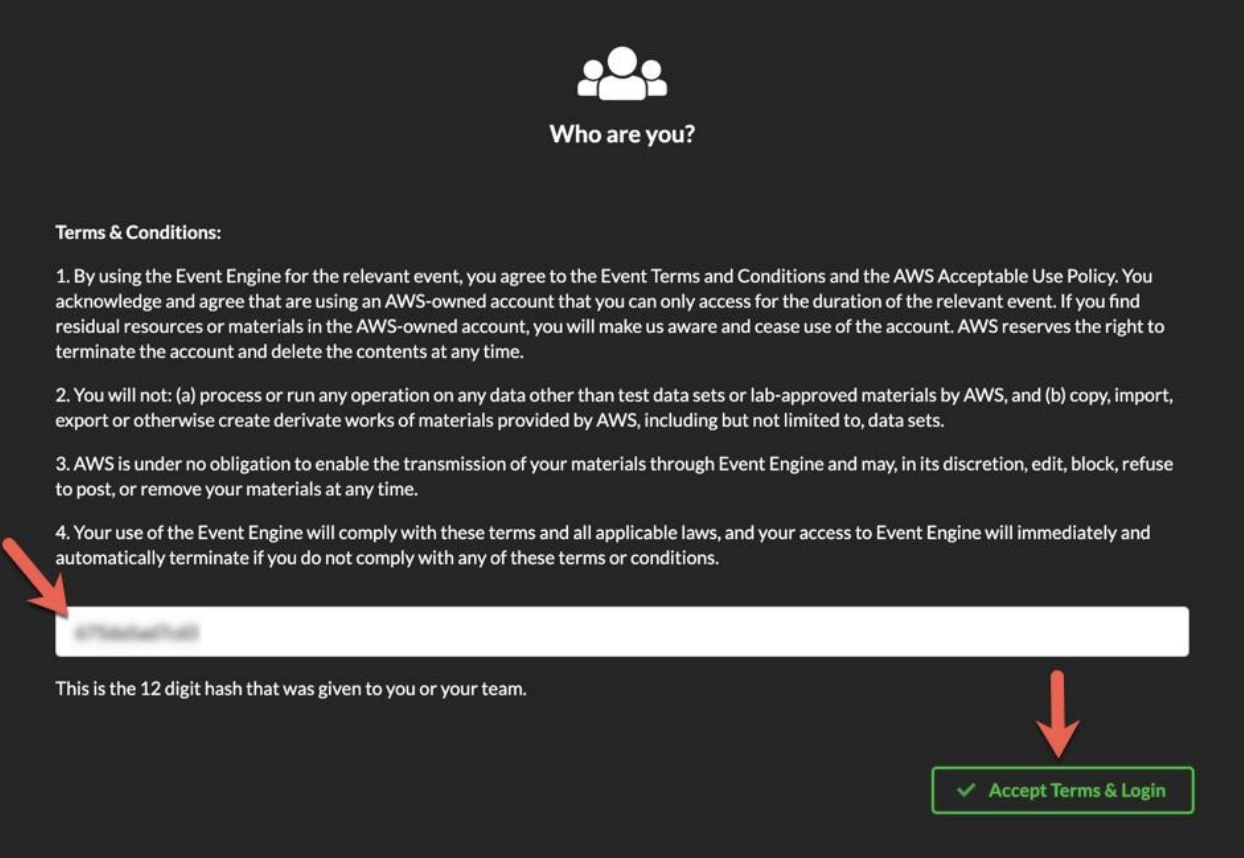 Who are you?
Terms & Conditions:
1. By using the Event Engine for the relevant event, you agree to the Event Terms and Conditions and the AWS Acceptable Use Policy. You
acknowledge and agree that are using an AWS-owned account that you can only access for the duration of the relevant event. If you find
residual resources or materials in the AWS-owned account, you will make us aware and cease use of the account. AWS reserves the right to
terminate the account and delete the contents at any time.
2. You will not: (a) process or run any operation on any data other than test data sets or lab-approved materials by AWS, and (b) copy, import,
export or otherwise create derivate works of materials provided by AWS, including but not limited to, data sets.
3. AWS is under no obligation to enable the transmission of your materials through Event Engine and may, in its discretion, edit, block, refuse
to post, or remove your materials at any time.
4. Your use of the Event Engine will comply with these terms and all applicable laws, and your access to Event Engine will immediately and
automatically terminate if you do not comply with any of these terms or conditions.
This is the 12 digit hash that was given to you or your team.
Accept Terms & Login